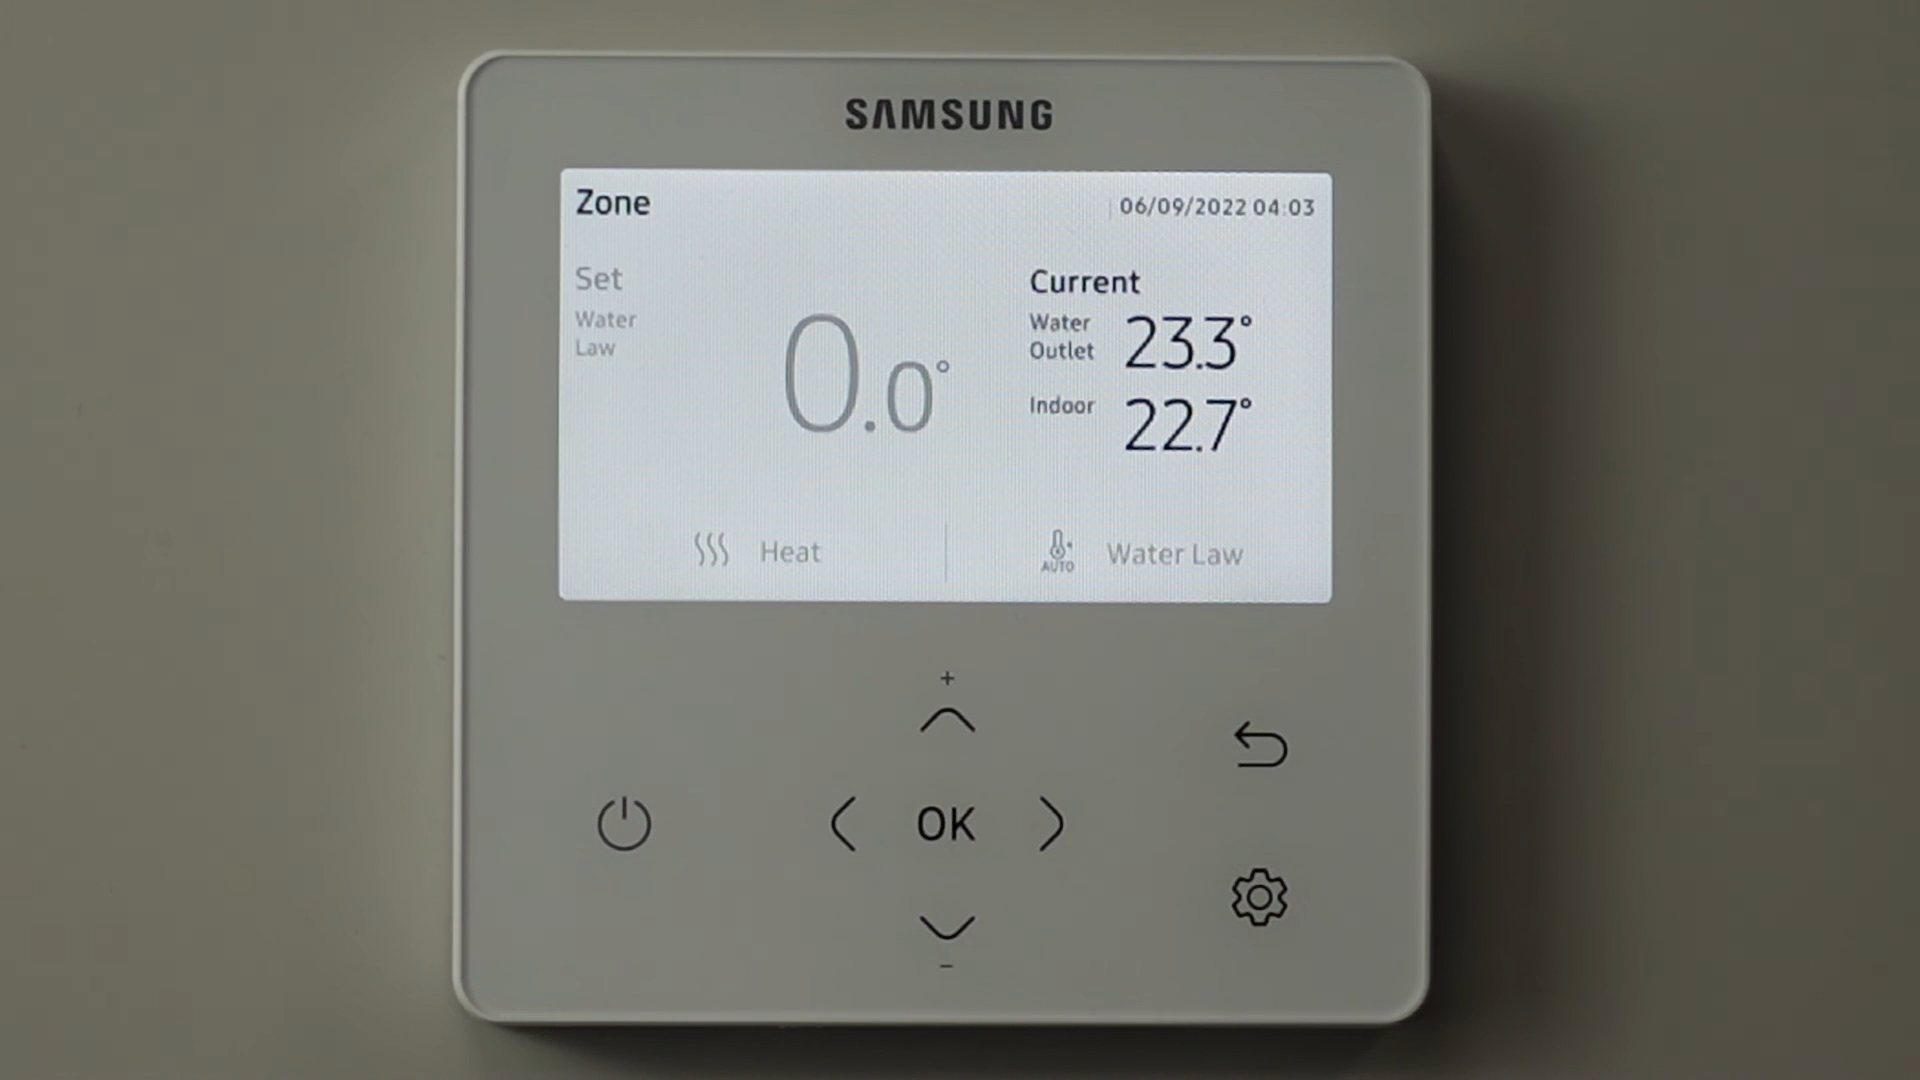 SAMSUNG
Zone
06/09/2022 04:03
Set
Water
Law
0.0°
Current
Water
Outlet
23.3°
Indoor
22.7°
Heat
AUTO
Water Law
+
OK
-